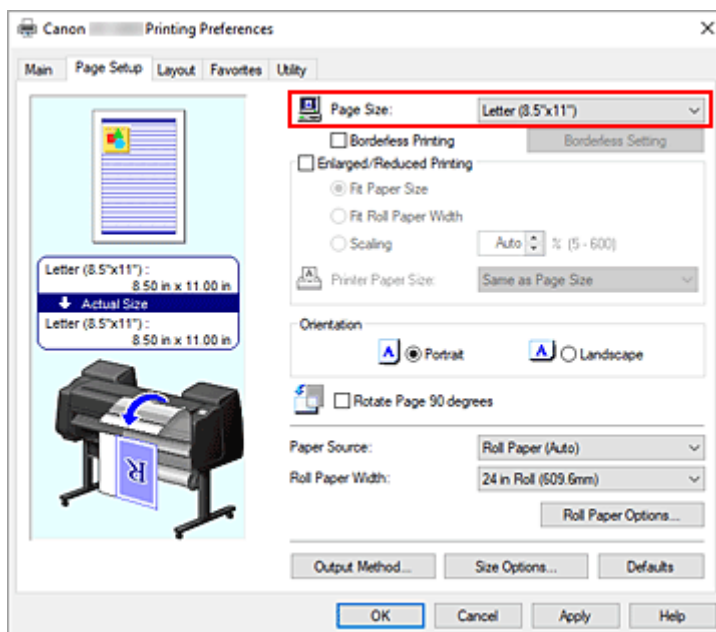 Canon Printing Preferences
Main Page Setup Layout Favorites Utility
Page Size: Letter (8.5"x11")
Borderless Printing Borderless Setting
Enlarged/Reduced Printing
Fit Paper Size
Fit Roll Paper Width
Scaling Auto % (5 - 600)
Printer Paper Size: Same as Page Size
Letter (8.5"x11") :
8.50 in x 11.00 in
Actual Size
Letter (8.5"x11") :
8.50 in x 11.00 in
Orientation
A Portrait A Landscape
Rotate Page 90 degrees
R
Paper Source: Roll Paper (Auto)
Roll Paper Width: 24 in Roll (609.6mm)
Roll Paper Options...
Output Method... Size Options... Defaults
OK Cancel Apply Help